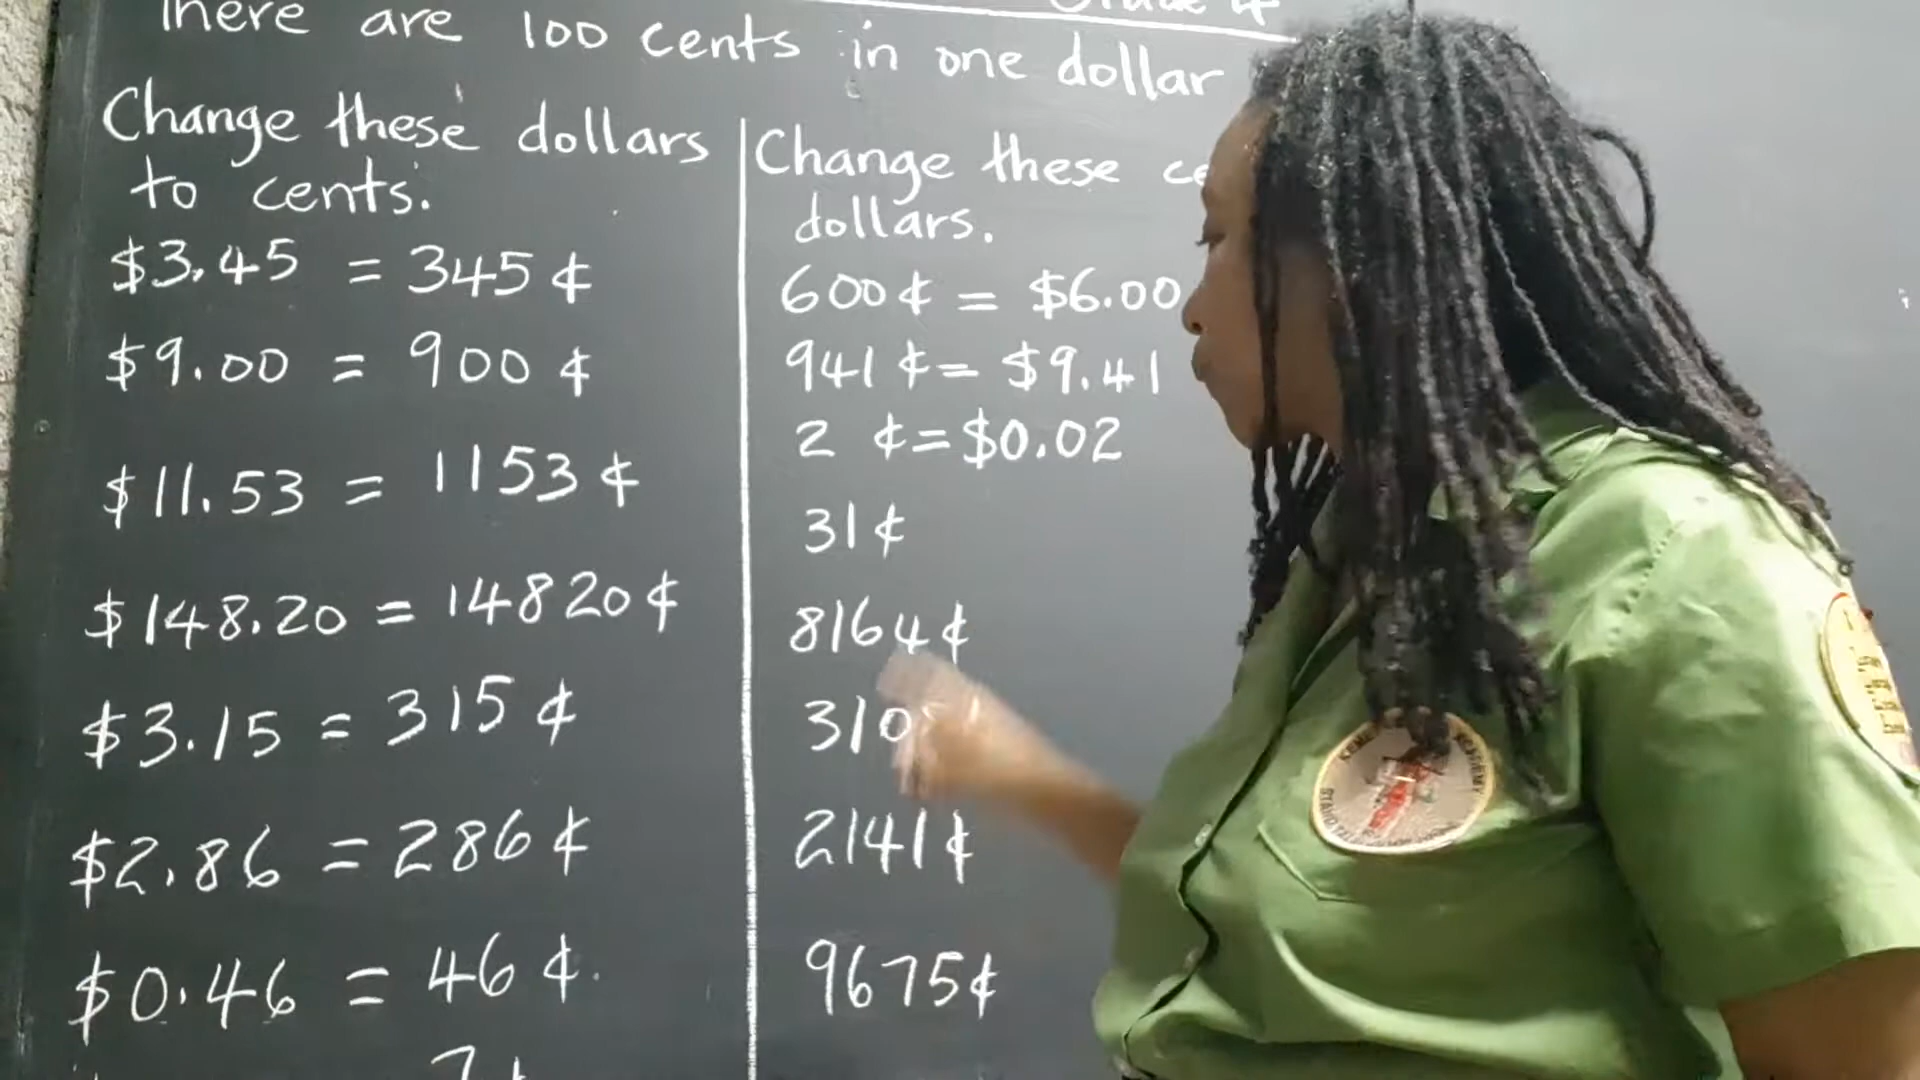 There are 100 cents in one dollar
Change these dollars
to cents.
$3.45 = 345 ¢
$9.00 = 900 ¢
$11.53 = 1153 ¢
$148.20 = 14820 ¢
$3.15 = 315 ¢
$2.86 = 286 ¢
$0.46 = 46 ¢.
Change these
dollars.
600 ¢ = $6.00
941 ¢ = $9.41
2 ¢ = $0.02
31 ¢
8164 ¢
2141 ¢
9675 ¢